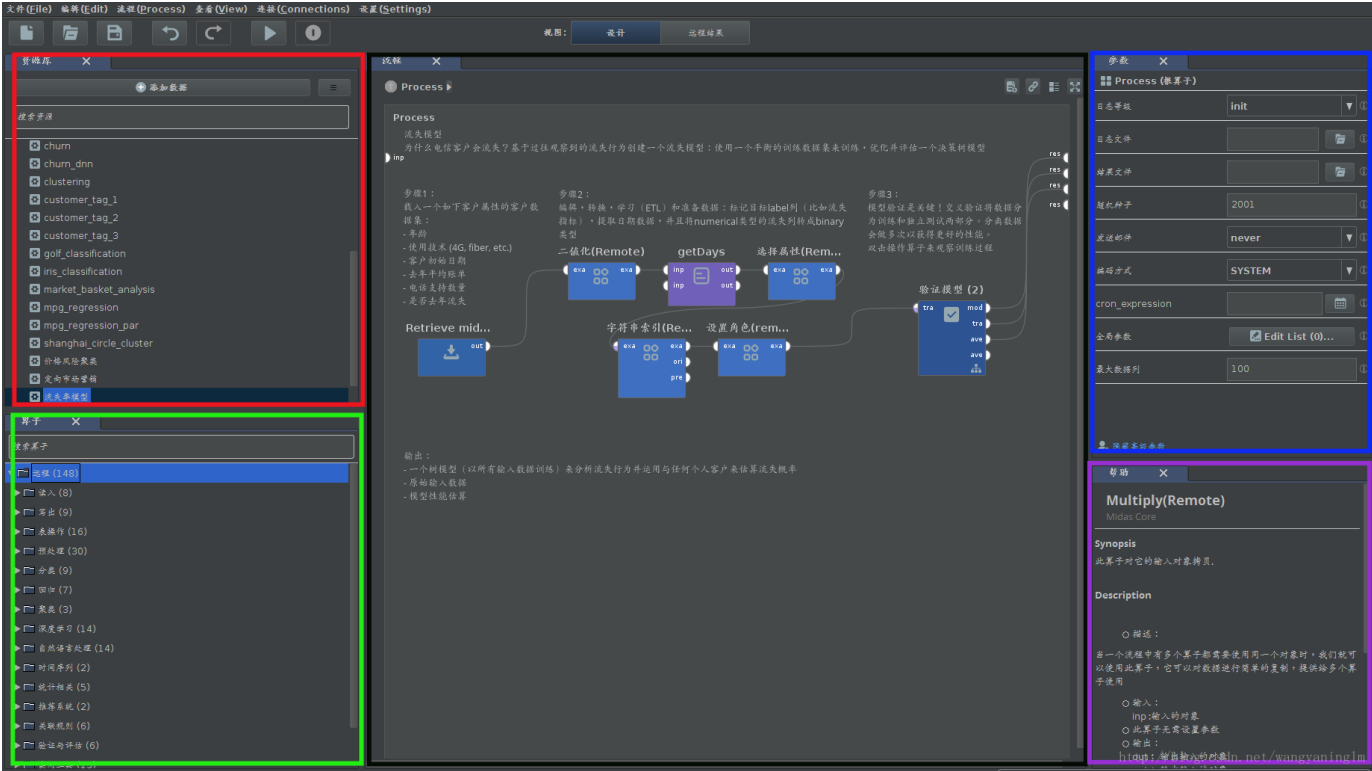 文件(File) 编辑(Edit) 流程(Process) 查看(View) 连接(Connections) 设置(Settings)
视图: 设计 流程结果
资源库
添加数据
搜索资源
churn
churn_dnn
clustering
customer_tag_1
customer_tag_2
customer_tag_3
golf_classification
iris_classification
market_basket_analysis
mpg_regression
mpg_regression_par
shanghai_circle_cluster
价格风险聚类
定向市场营销
流失率模型
算子
搜索算子
远程 (148)
读入 (8)
写出 (9)
表操作 (16)
预处理 (30)
分类 (9)
回归 (7)
聚类 (3)
深度学习 (14)
自然语言处理 (14)
时间序列 (2)
统计相关 (5)
推荐系统 (2)
关联规则 (6)
验证与评估 (6)
流程
Process
Process
流失模型
为什么电信客户会流失?基于过往观察到的流失行为创建一个流失模型:使用一个平衡的训练数据集来训练,优化并评估一个决策树模型
inp
res
res
res
res
步骤1:
载入一个如下客户属性的客户数
据集:
- 年龄
- 使用技术 (4G, fiber, etc.)
- 客户初始日期
- 去年平均账单
- 电话支持数量
- 是否去年流失
步骤2:
编辑,转换,学习(ETL)和准备数据:标记目标label列(比如流失
指标),提取日期数据,并且将numerical类型的流失列转成binary
类型
步骤3:
模型验证是关键!交叉验证将数据分
为训练和独立测试两部分。分离数据
会做多次以获得更好的性能。
双击操作算子来观察训练过程
二值化(Remote)
exa exa
getDays
inp out
inp out
选择属性(Rem...
exa exa
验证模型 (2)
tra mod
tra
ave
ave
Retrieve mid...
out
字符串索引(Re...
exa exa
ori
pre
设置角色(rem...
exa exa
输出:
- 一个树模型(以所有输入数据训练)来分析流失行为并运用与任何个人客户来估算流失概率
- 原始输入数据
- 模型性能估算
参数
Process (根算子)
日志等级 init
日志文件
结果文件
随机种子 2001
发送邮件 never
编码方式 SYSTEM
cron_expression
全局参数 Edit List (0)...
最大数据列 100
隐藏高级参数
帮助
Multiply(Remote)
Midas Core
Synopsis
此算子对它的输入对象拷贝.
Description
描述:
当一个流程中有多个算子都需要使用同一个对象时,我们就可
以使用此算子,它可以对数据进行简单的复制,提供给多个算
子使用
输入:
inp:输入的对象
此算子无需设置参数
输出:
out: 输出输入的对象